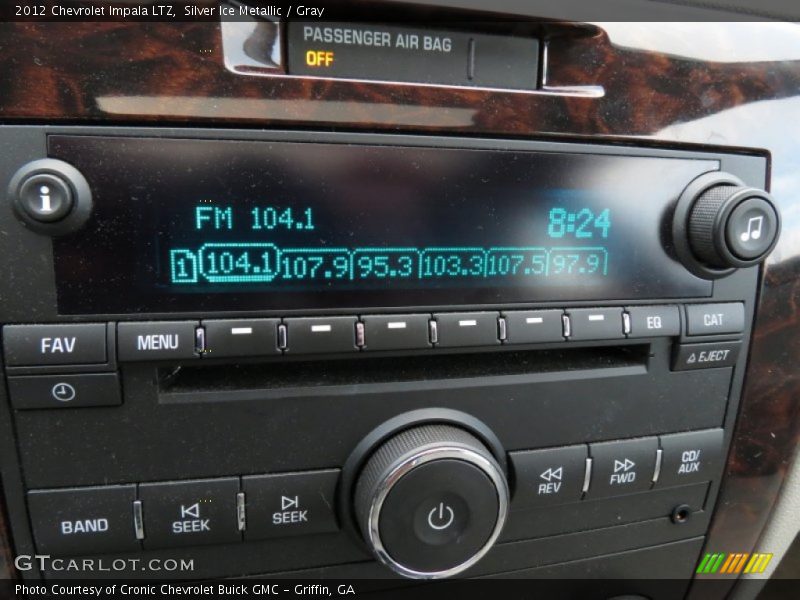 2012 Chevrolet Impala LTZ, Silver Ice Metallic / Gray
PASSENGER AIR BAG
OFF
i
FM 104.1 8:24
1 104.1 107.9 95.3 103.3 107.5 97.9
FAV MENU EQ CAT
EJECT
BAND SEEK SEEK REV FWD CD/AUX
GTCARLOT.COM
Photo Courtesy of Cronic Chevrolet Buick GMC - Griffin, GA